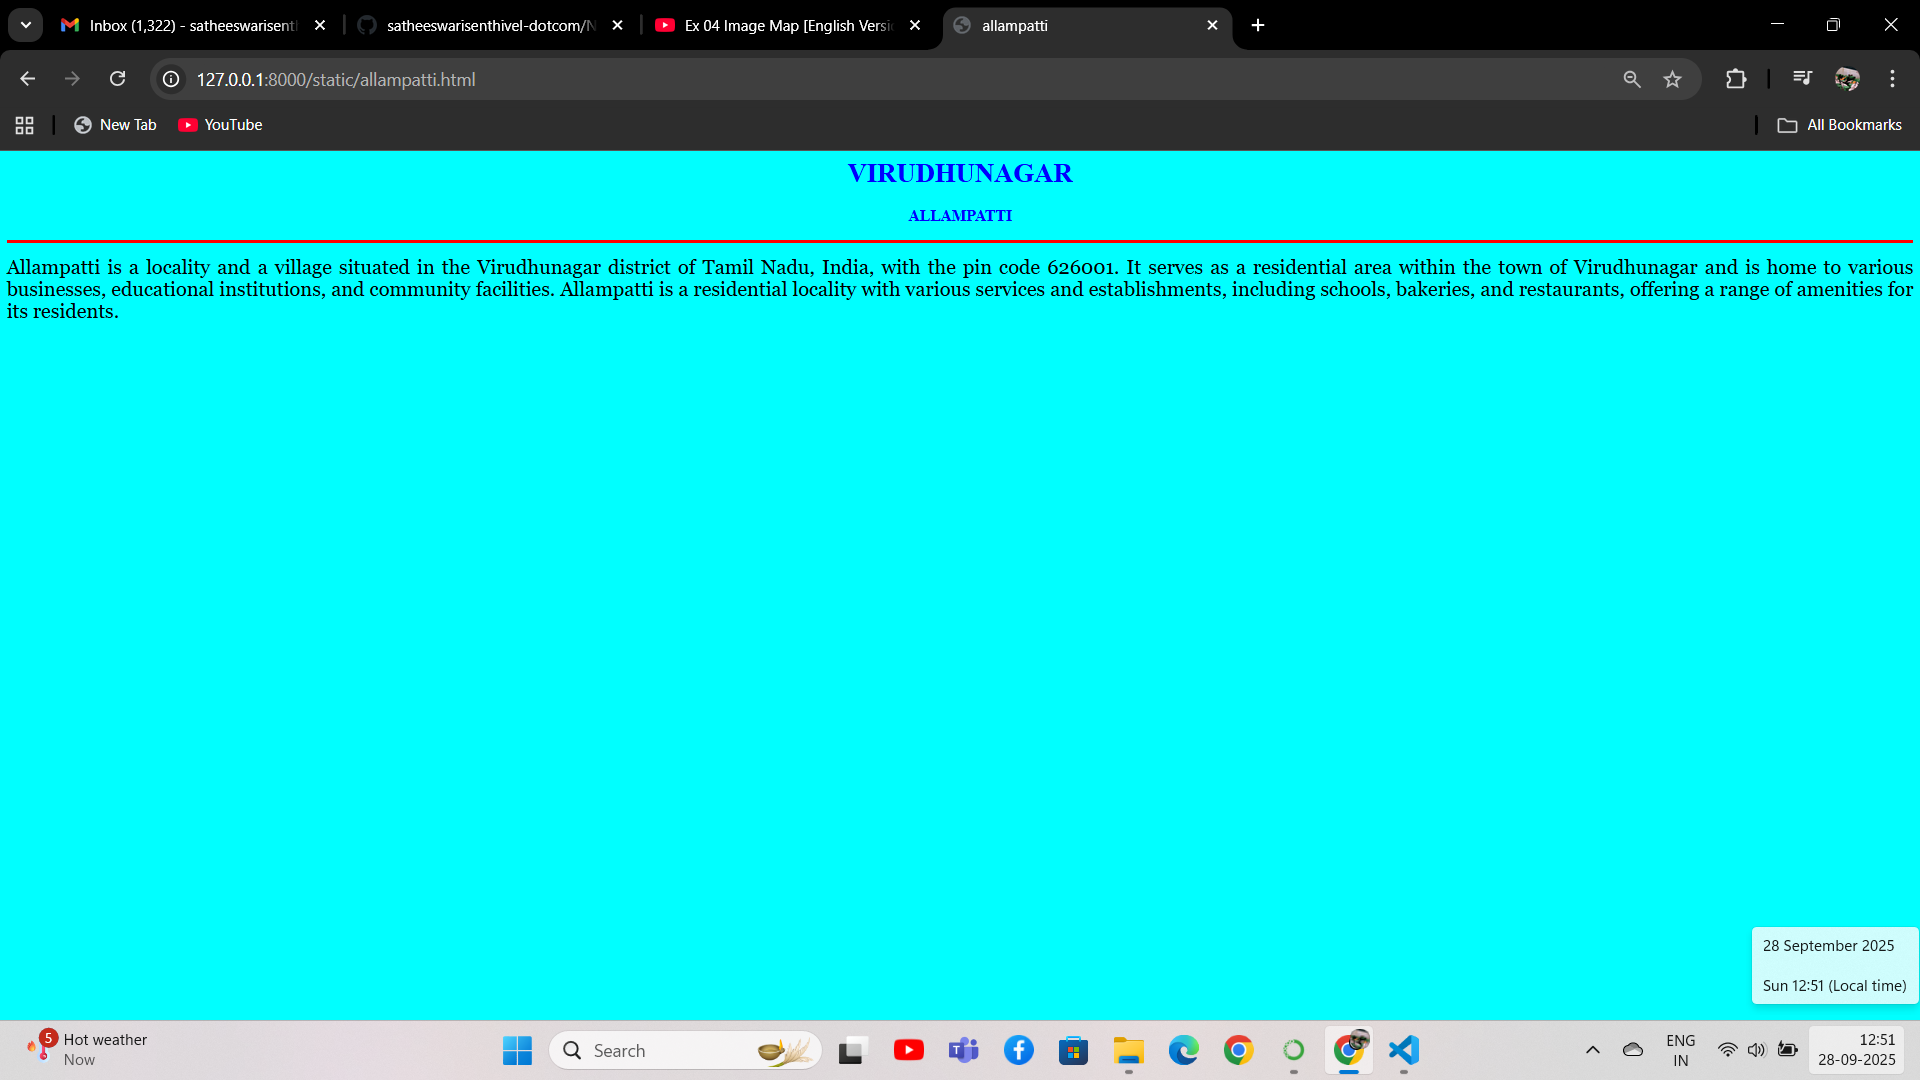 Inbox (1,322) - satheeswarisent
satheeswarisenthivel-dotcom/N
Ex 04 Image Map [English Versi
allampatti
127.0.0.1:8000/static/allampatti.html
New Tab
YouTube
All Bookmarks
VIRUDHUNAGAR
ALLAMPATTI
Allampatti is a locality and a village situated in the Virudhunagar district of Tamil Nadu, India, with the pin code 626001. It serves as a residential area within the town of Virudhunagar and is home to various
businesses, educational institutions, and community facilities. Allampatti is a residential locality with various services and establishments, including schools, bakeries, and restaurants, offering a range of amenities for
its residents.
28 September 2025
Sun 12:51 (Local time)
5
Hot weather
Now
Search
ENG
IN
12:51
28-09-2025